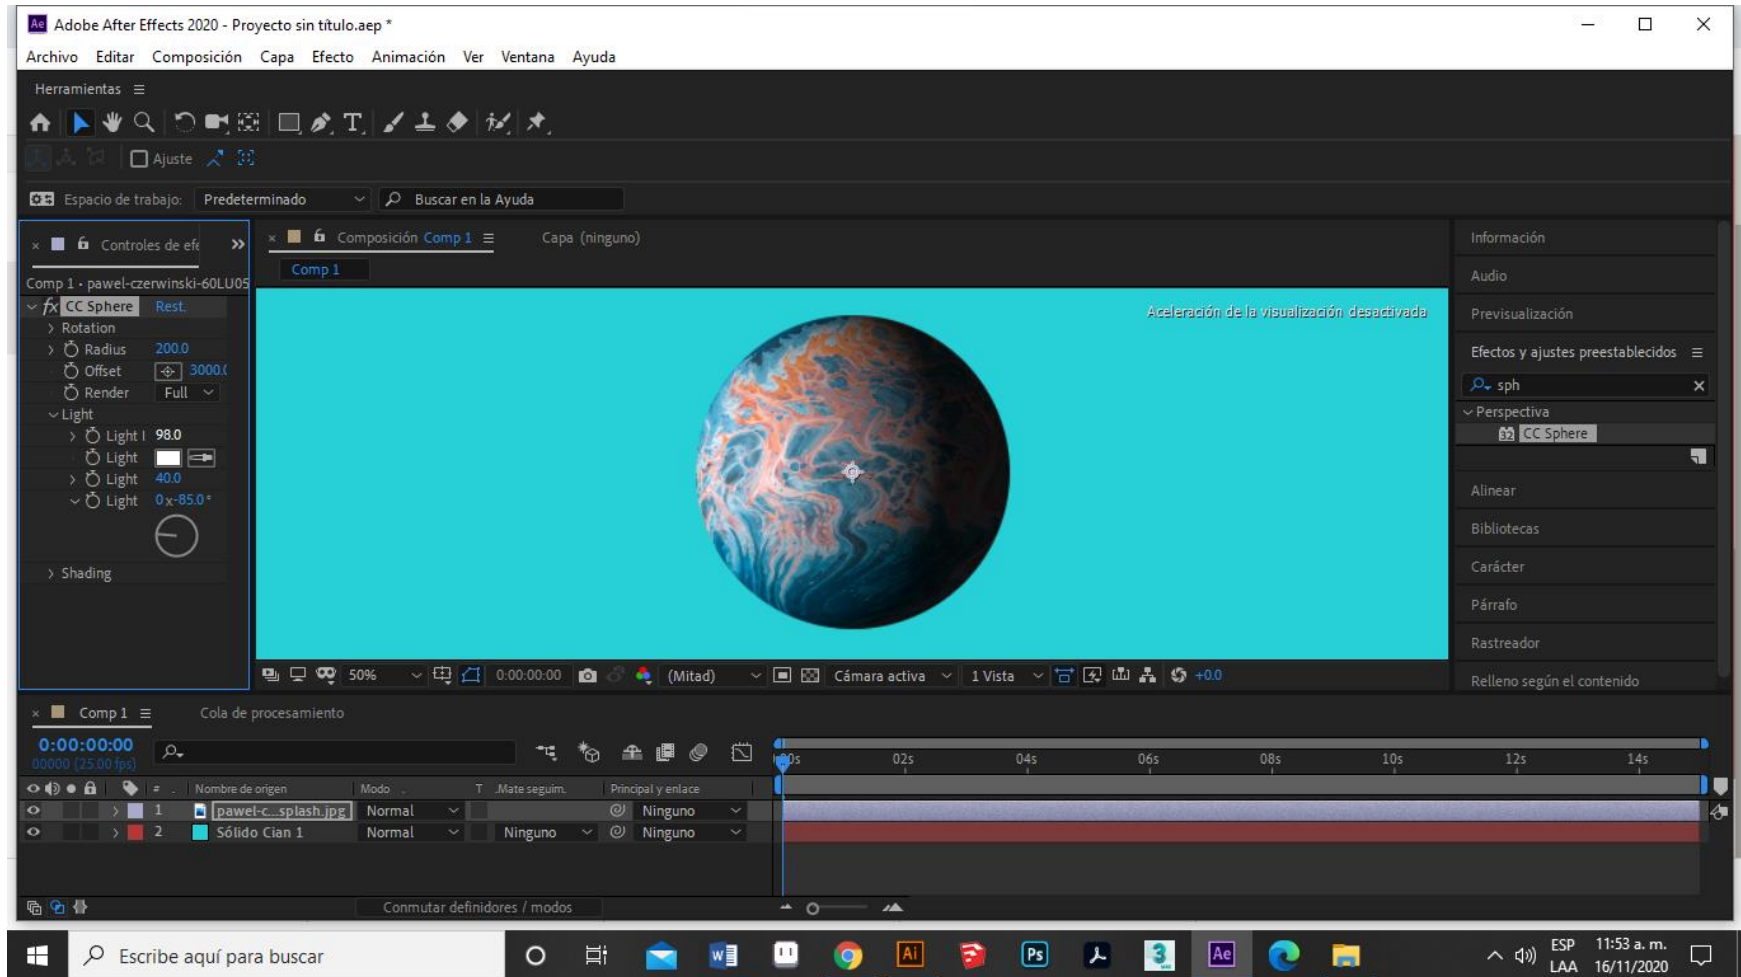 Ae Adobe After Effects 2020 - Proyecto sin título.aep *
Archivo Editar Composición Capa Efecto Animación Ver Ventana Ayuda
Herramientas
T
Ajuste
Espacio de trabajo: Predeterminado Buscar en la Ayuda
Controles de efe
Composición Comp 1
Capa (ninguno)
Información
Comp 1
Audio
Comp 1 • pawel-czerwinski-60LU05
fx CC Sphere Rest.
Aceleración de la visualización desactivada
Previsualización
Rotation
Radius 200.0
Efectos y ajustes preestablecidos
Offset 3000.(
Render Full
sph
Light
Perspectiva
Light I 98.0
32 CC Sphere
Light
Light 40.0
Light 0x-85.0°
Alinear
Bibliotecas
Shading
Carácter
Párrafo
Rastreador
50% 0:00:00:00 (Mitad) Cámara activa 1 Vista +0.0
Relleno según el contenido
Comp 1 Cola de procesamiento
0:00:00:00
00000 (25.00 fps)
02s 04s 06s 08s 10s 12s 14s
# Nombre de origen Modo T .Mate seguim. Principal y enlace
1 pawel-c...splash.jpg Normal Ninguno
2 Sólido Cian 1 Normal Ninguno Ninguno
Conmutar definidores / modos
Escribe aquí para buscar
W Ai Ps 3 Ae
ESP
LAA
11:53 a. m.
16/11/2020